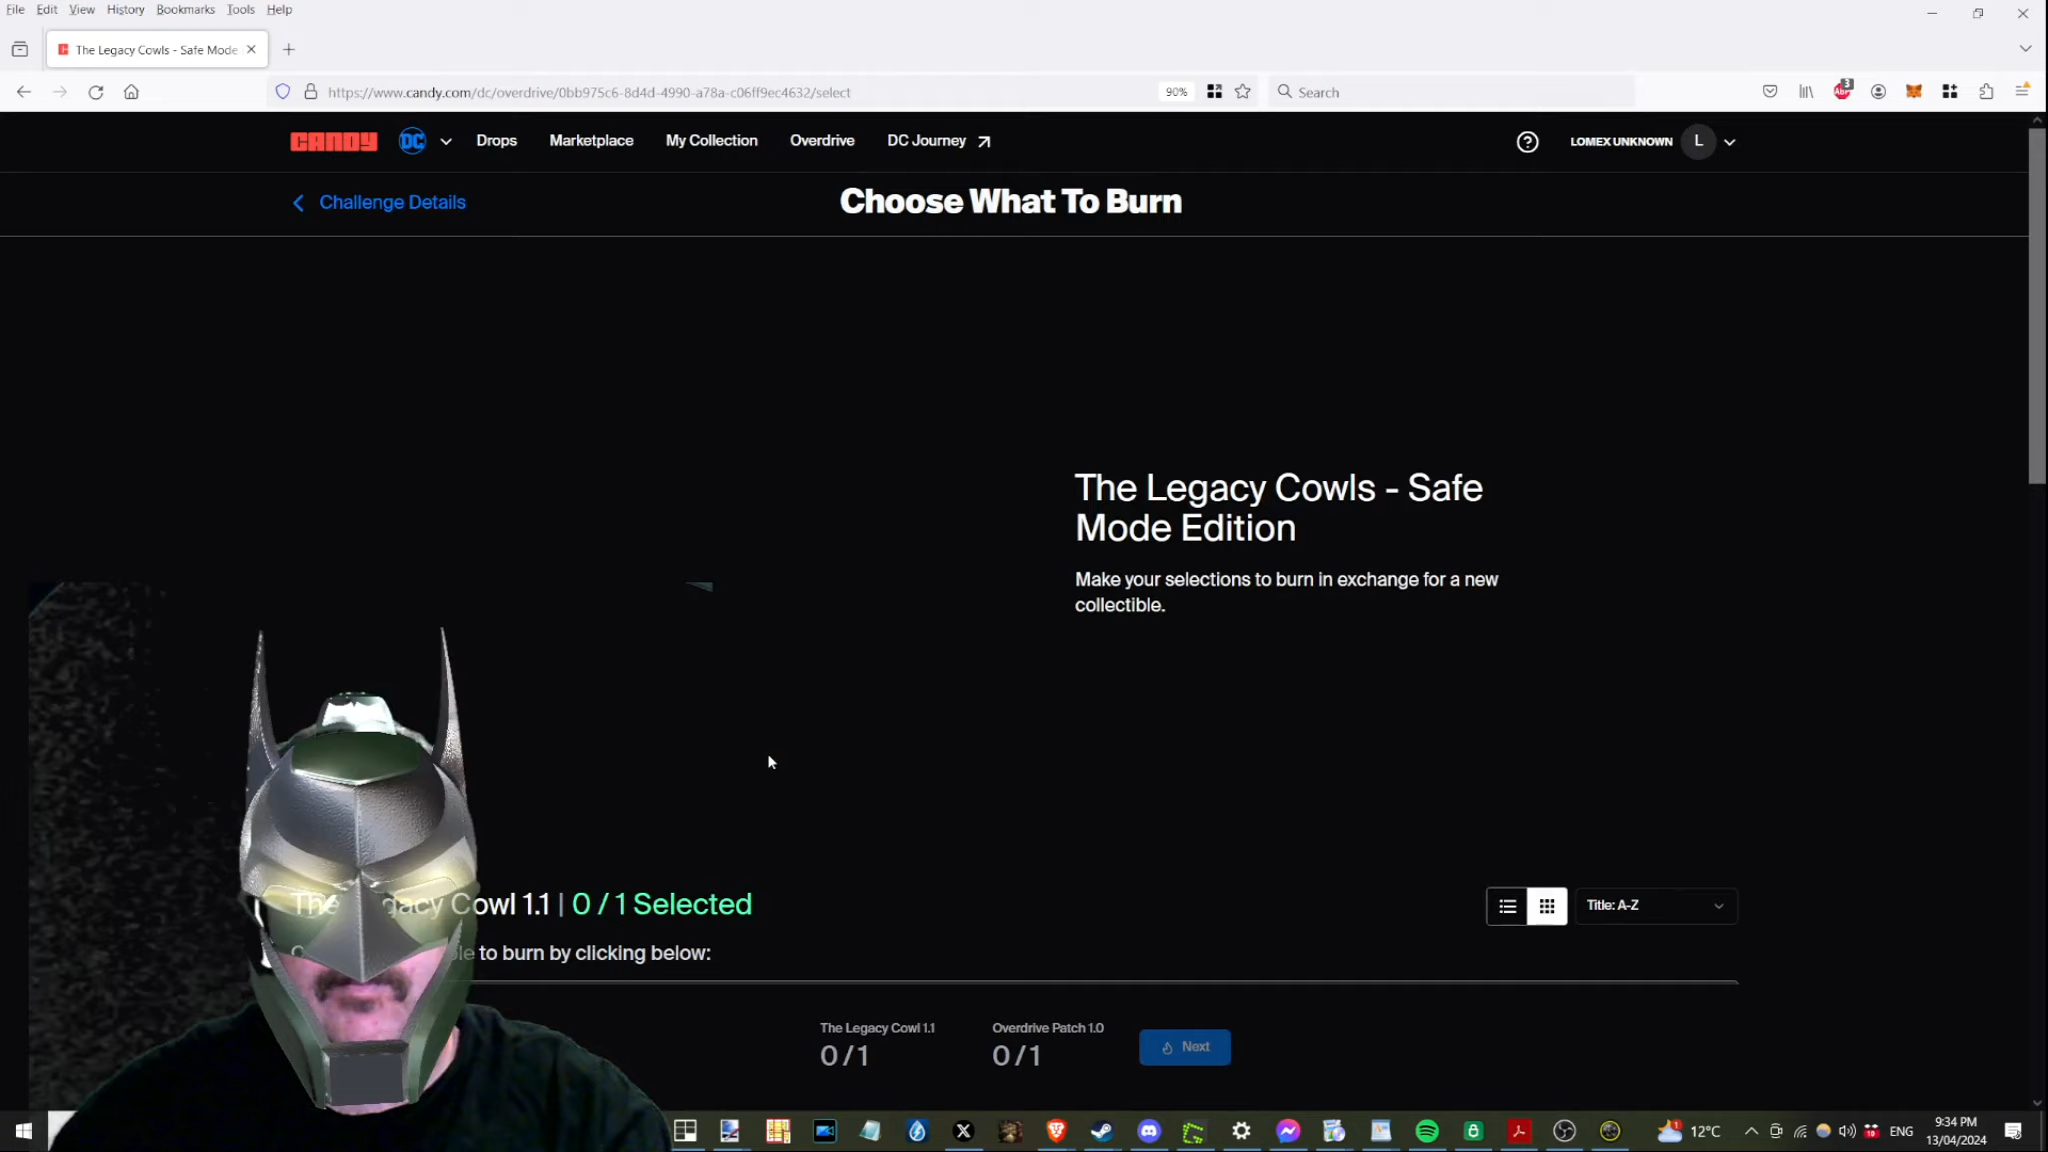 File Edit View History Bookmarks Tools Help
The Legacy Cowls - Safe Mode
https://www.candy.com/dc/overdrive/0bb975c6-8d4d-4990-a78a-c06ff9ec4632/select
90%
Search
3
CANDY
DC
Drops
Marketplace
My Collection
Overdrive
DC Journey
LOMEX UNKNOWN
L
Challenge Details
Choose What To Burn
The Legacy Cowls - Safe
Mode Edition
Make your selections to burn in exchange for a new
collectible.
The Legacy Cowl 1.1 | 0 / 1 Selected
to burn by clicking below:
Title: A-Z
The Legacy Cowl 1.1
0 / 1
Overdrive Patch 1.0
0 / 1
Next
12°C
ENG
9:34 PM
13/04/2024